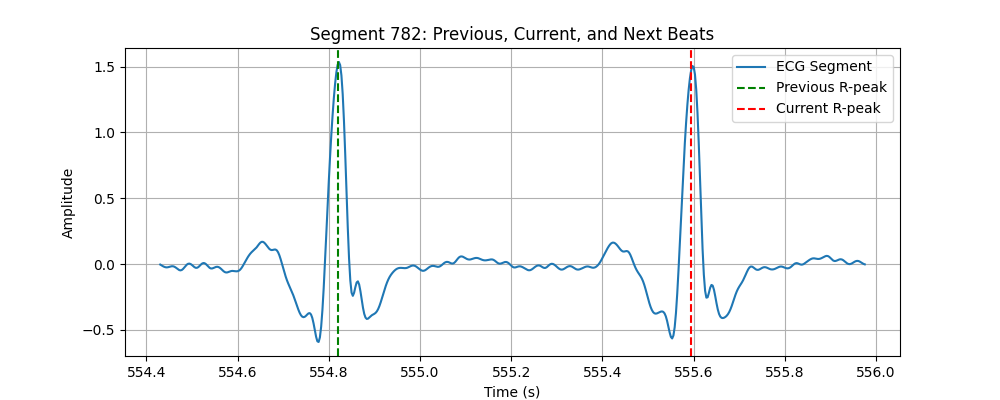 Segment 782: Previous, Current, and Next Beats
ECG Segment
Previous R-peak
Current R-peak
1.5
1.0
0.5
0.0
−0.5
Amplitude
554.4 554.6 554.8 555.0 555.2 555.4 555.6 555.8 556.0
Time (s)